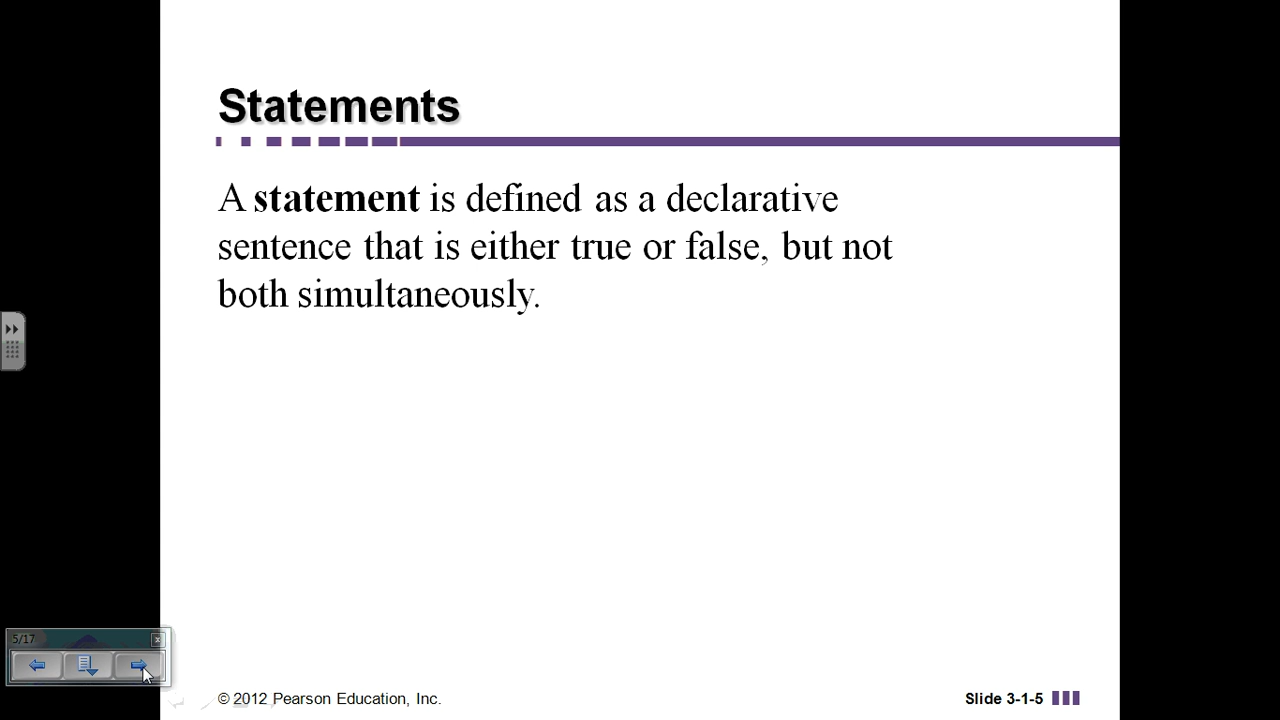 Statements
A statement is defined as a declarative
sentence that is either true or false, but not
both simultaneously.
5/17
x
© 2012 Pearson Education, Inc.
Slide 3-1-5